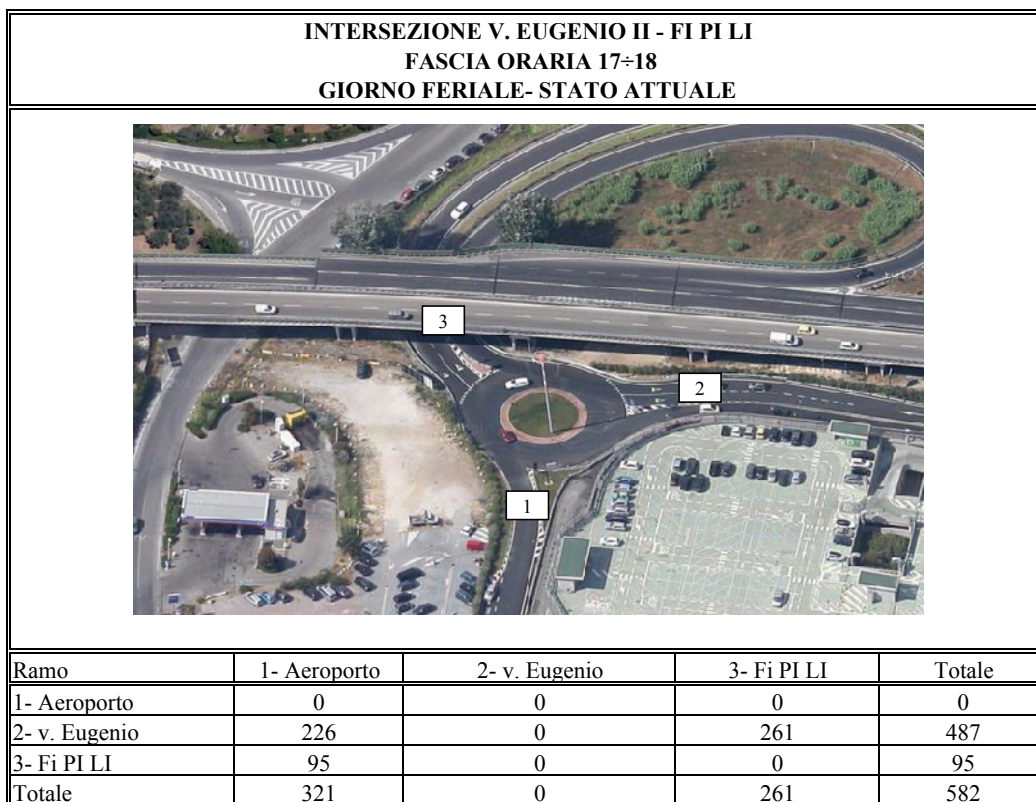 INTERSEZIONE V. EUGENIO II - FI PI LI
FASCIA ORARIA 17÷18
GIORNO FERIALE- STATO ATTUALE
3
2
1
Ramo 1- Aeroporto 2- v. Eugenio 3- Fi PI LI Totale
1- Aeroporto 0 0 0 0
2- v. Eugenio 226 0 261 487
3- Fi PI LI 95 0 0 95
Totale 321 0 261 582